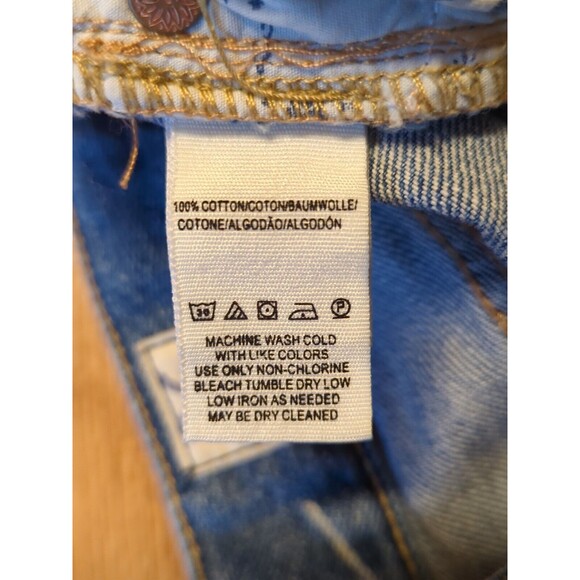 100% COTTON/COTON/BAUMWOLLE/
COTONE/ALGODÃO/ALGODÓN
30 P
MACHINE WASH COLD
WITH LIKE COLORS
USE ONLY NON-CHLORINE
BLEACH TUMBLE DRY LOW
LOW IRON AS NEEDED
MAY BE DRY CLEANED